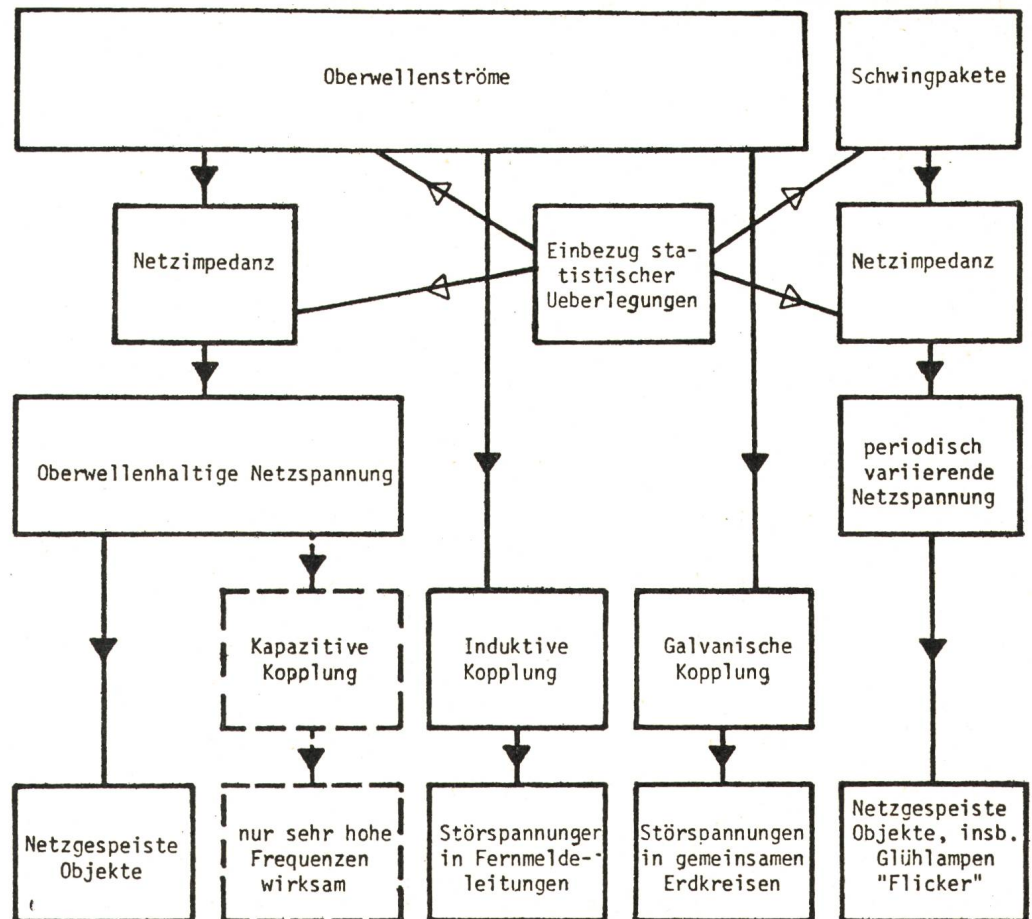 Oberwellenströme
Schwingpakete
Netzimpedanz
Einbezug sta-
tistischer
Ueberlegungen
Netzimpedanz
Oberwellenhaltige Netzspannung
periodisch
variierende
Netzspannung
Kapazitive
Kopplung
Induktive
Kopplung
Galvanische
Kopplung
Netzgespeiste
Objekte
nur sehr hohe
Frequenzen
wirksam
Störspannunger
in Fernmelde-
leitungen
Störspannungen
in gemeinsamen
Erdkreisen
Netzgespeiste
Objekte, insb.
Glühlampen
"Flicker"